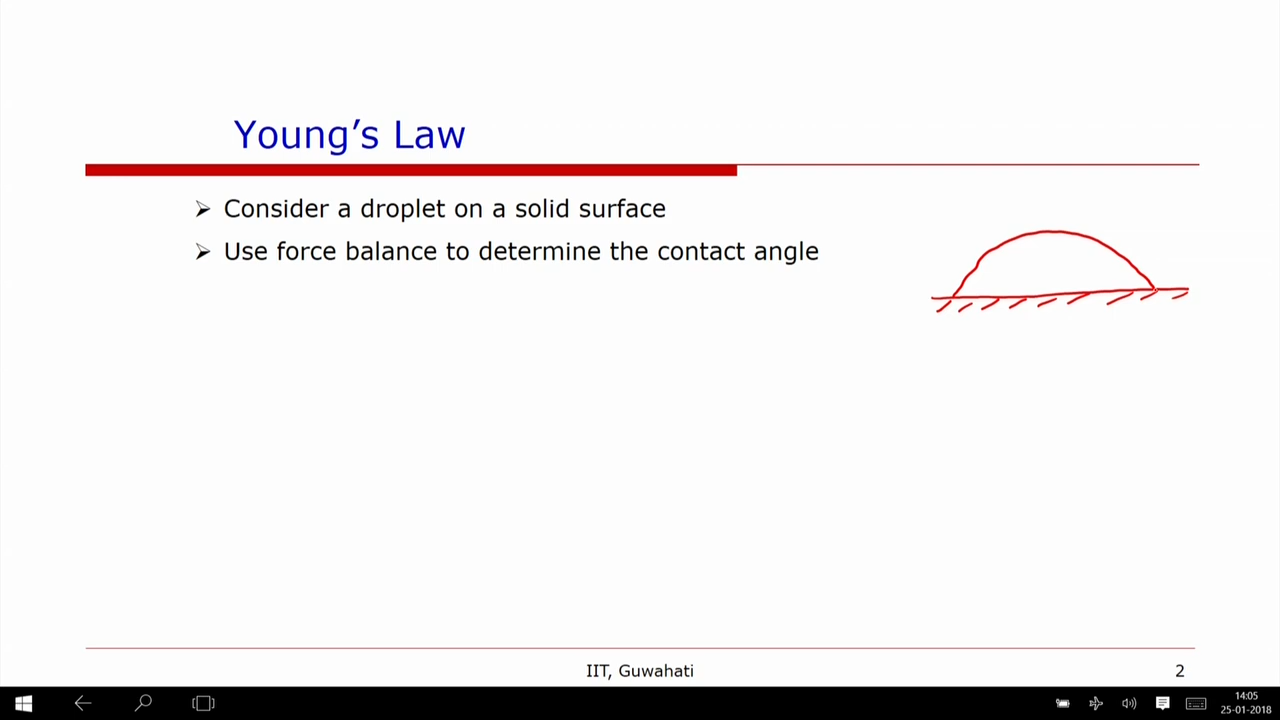 Young’s Law
Consider a droplet on a solid surface
Use force balance to determine the contact angle
IIT, Guwahati
2
14:05
25-01-2018